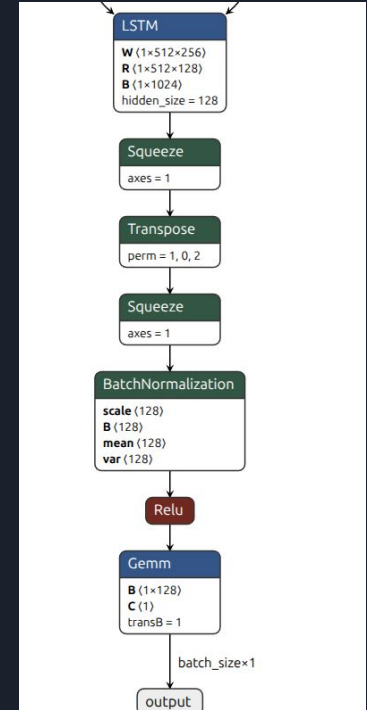 LSTM
W ⟨1×512×256⟩
R ⟨1×512×128⟩
B ⟨1×1024⟩
hidden_size = 128
Squeeze
axes = 1
Transpose
perm = 1, 0, 2
Squeeze
axes = 1
BatchNormalization
scale ⟨128⟩
B ⟨128⟩
mean ⟨128⟩
var ⟨128⟩
Relu
Gemm
B ⟨1×128⟩
C ⟨1⟩
transB = 1
batch_size×1
output